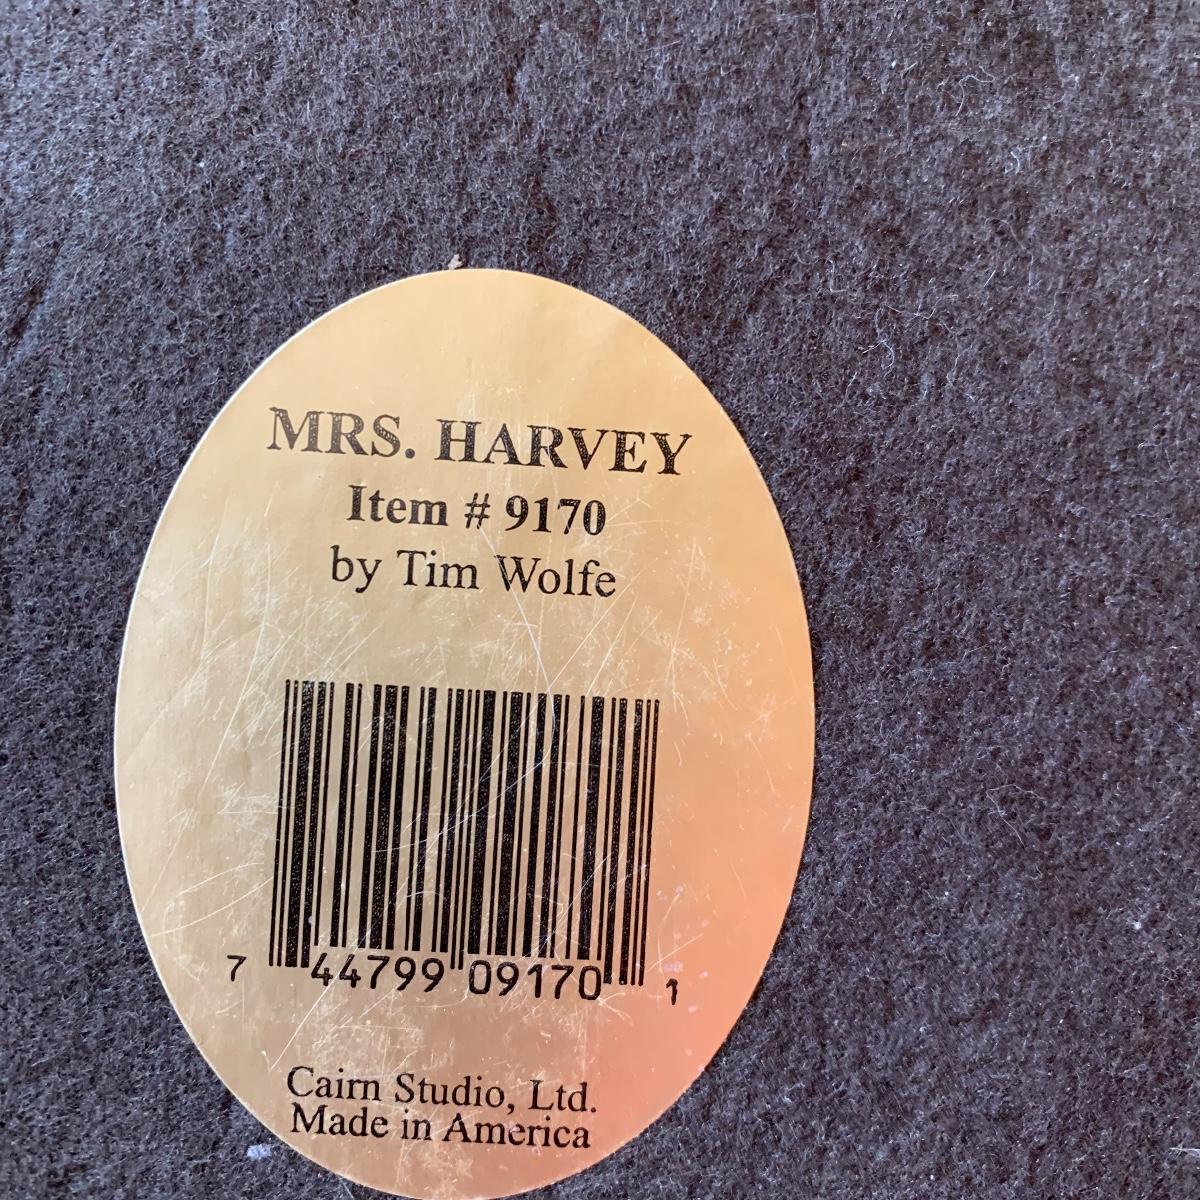 MRS. HARVEY
Item # 9170
by Tim Wolfe
7 44799 09170 1
Cairn Studio, Ltd.
Made in America